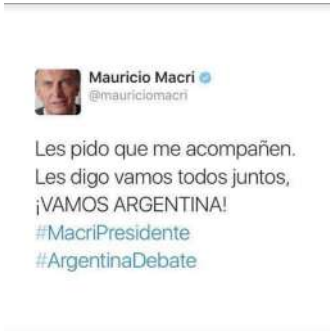 Mauricio Macri
@mauriciomacri
Les pido que me acompañen.
Les digo vamos todos juntos,
¡VAMOS ARGENTINA!
#MacriPresidente
#ArgentinaDebate